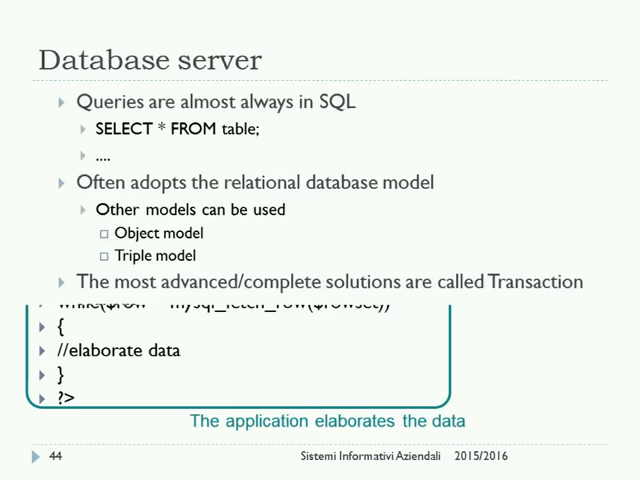 Database server
Queries are almost always in SQL
SELECT * FROM table;
....
Often adopts the relational database model
Other models can be used
Object model
Triple model
The most advanced/complete solutions are called Transaction
mysql_fetch_row($rowset))
{
//elaborate data
}
?>
The application elaborates the data
44 Sistemi Informativi Aziendali 2015/2016